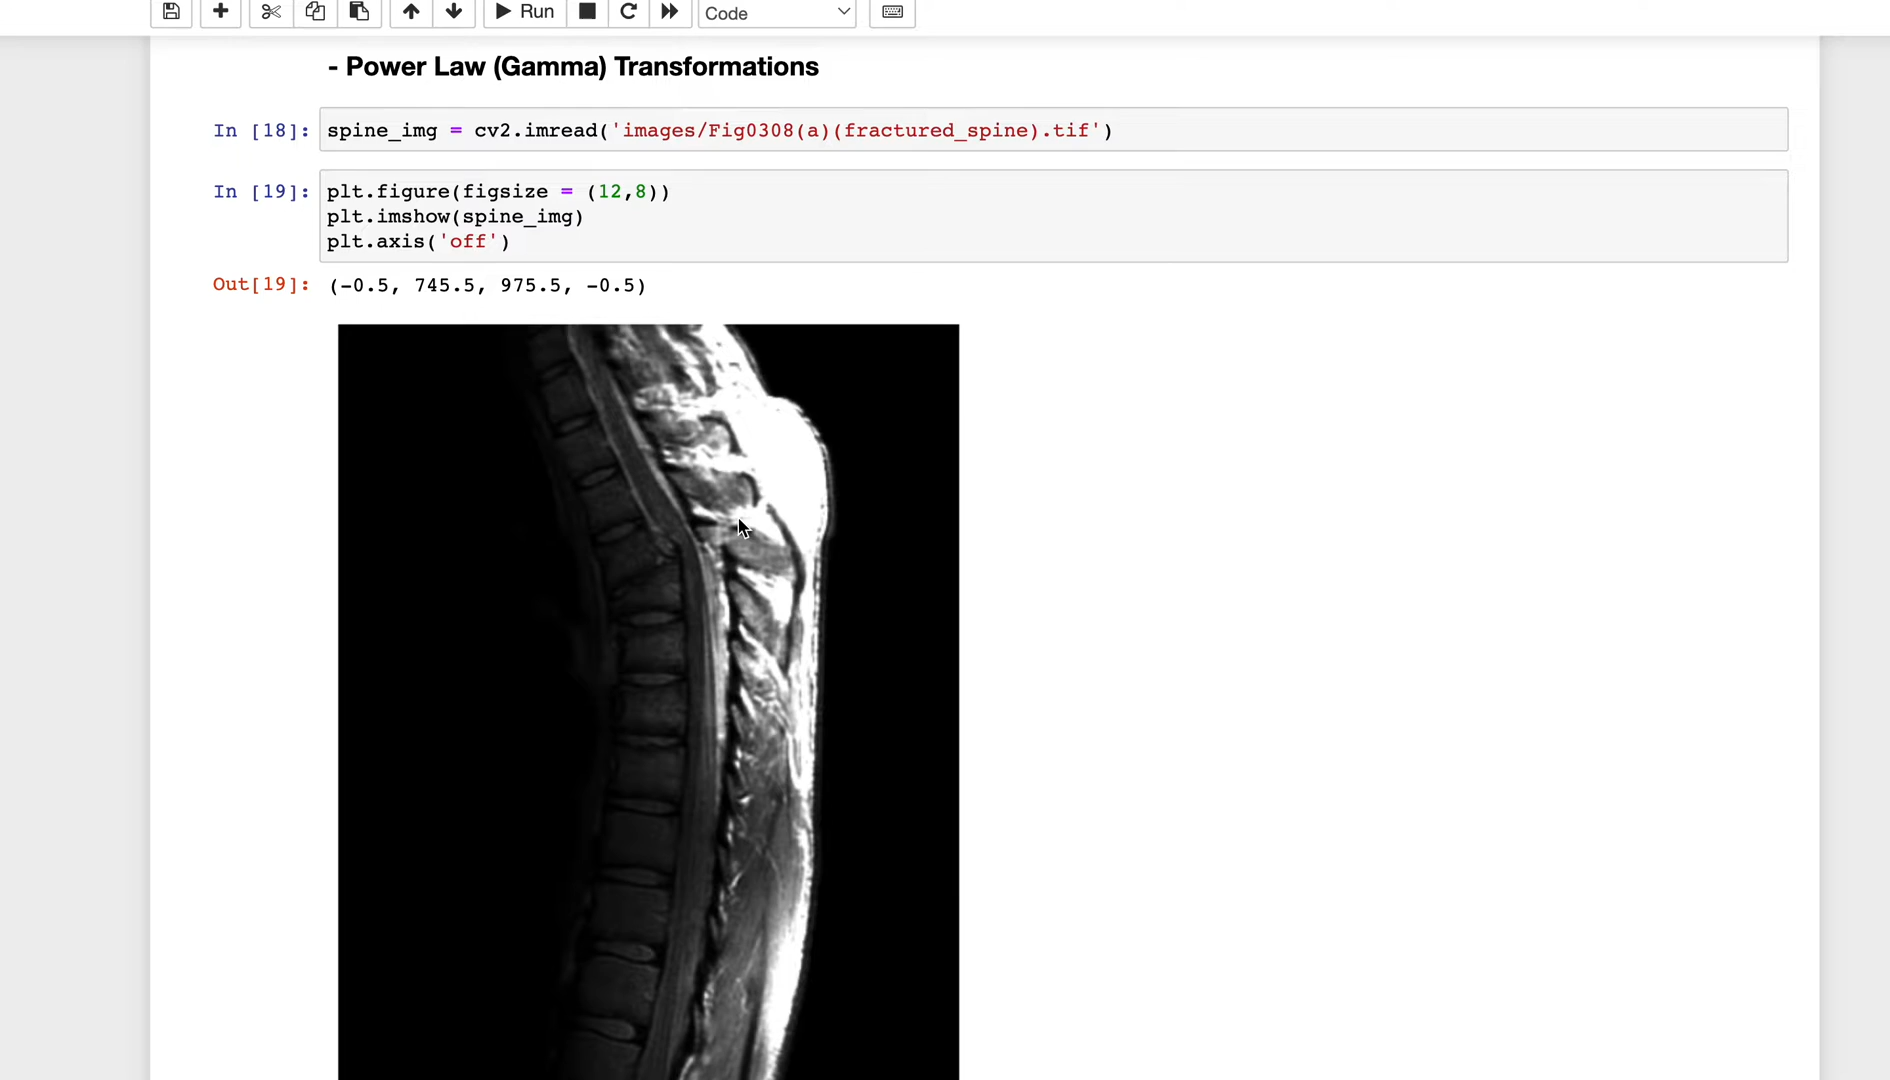 Run
Code
- Power Law (Gamma) Transformations
In [18]: spine_img = cv2.imread('images/Fig0308(a)(fractured_spine).tif')
In [19]: plt.figure(figsize = (12,8))
plt.imshow(spine_img)
plt.axis('off')
Out[19]: (-0.5, 745.5, 975.5, -0.5)